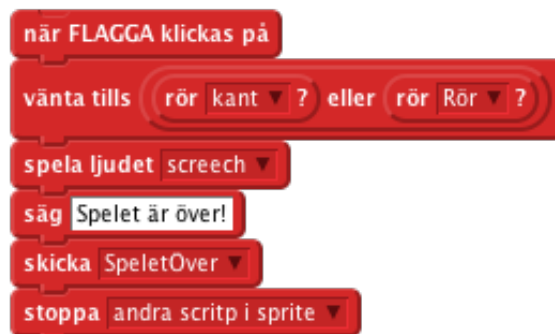 när FLAGGA klickas på
vänta tills rör kant ? eller rör Rör ?
spela ljudet screech
säg Spelet är över!
skicka SpeletOver
stoppa andra scritp i sprite